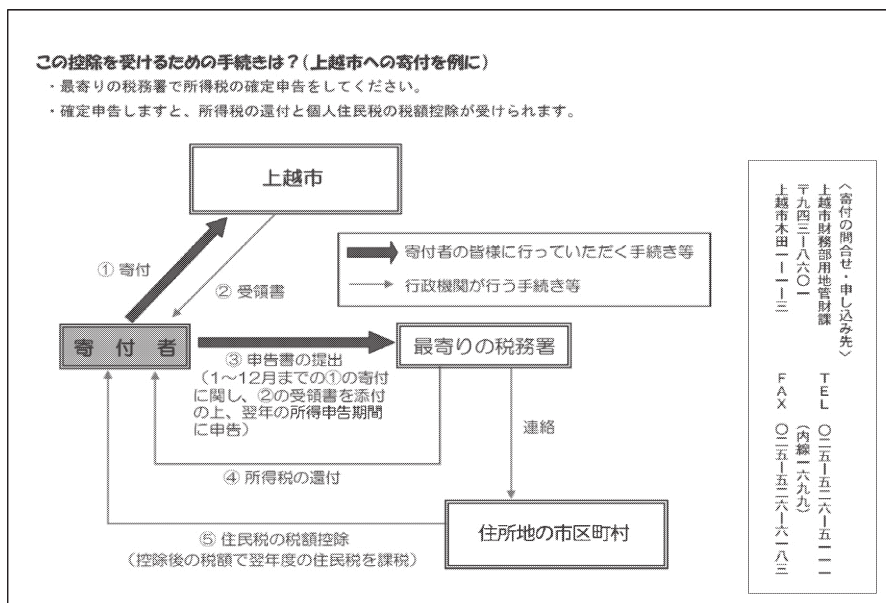 この控除を受けるための手続きは？(上越市への寄付を例に)
・最寄りの税務署で所得税の確定申告をしてください。
・確定申告しますと、所得税の還付と個人住民税の税額控除が受けられます。
上越市
① 寄付
② 受領書
寄付者の皆様に行っていただく手続き等
行政機関が行う手続き等
寄 付 者
最寄りの税務署
③ 申告書の提出
（1～12月までの①の寄付
に関し、②の受領書を添付
の上、翌年の所得申告期間
に申告）
連絡
④ 所得税の還付
⑤ 住民税の税額控除
（控除後の税額で翌年度の住民税を課税）
住所地の市区町村
〈寄付の問合せ・申し込み先〉
上越市財務部用地管財課
〒九四三ー八六〇一
上越市木田一ー一ー三
TEL 〇二五ー五二六ー五一一一
（内線一六九九）
FAX 〇二五ー五二六ー六一八三